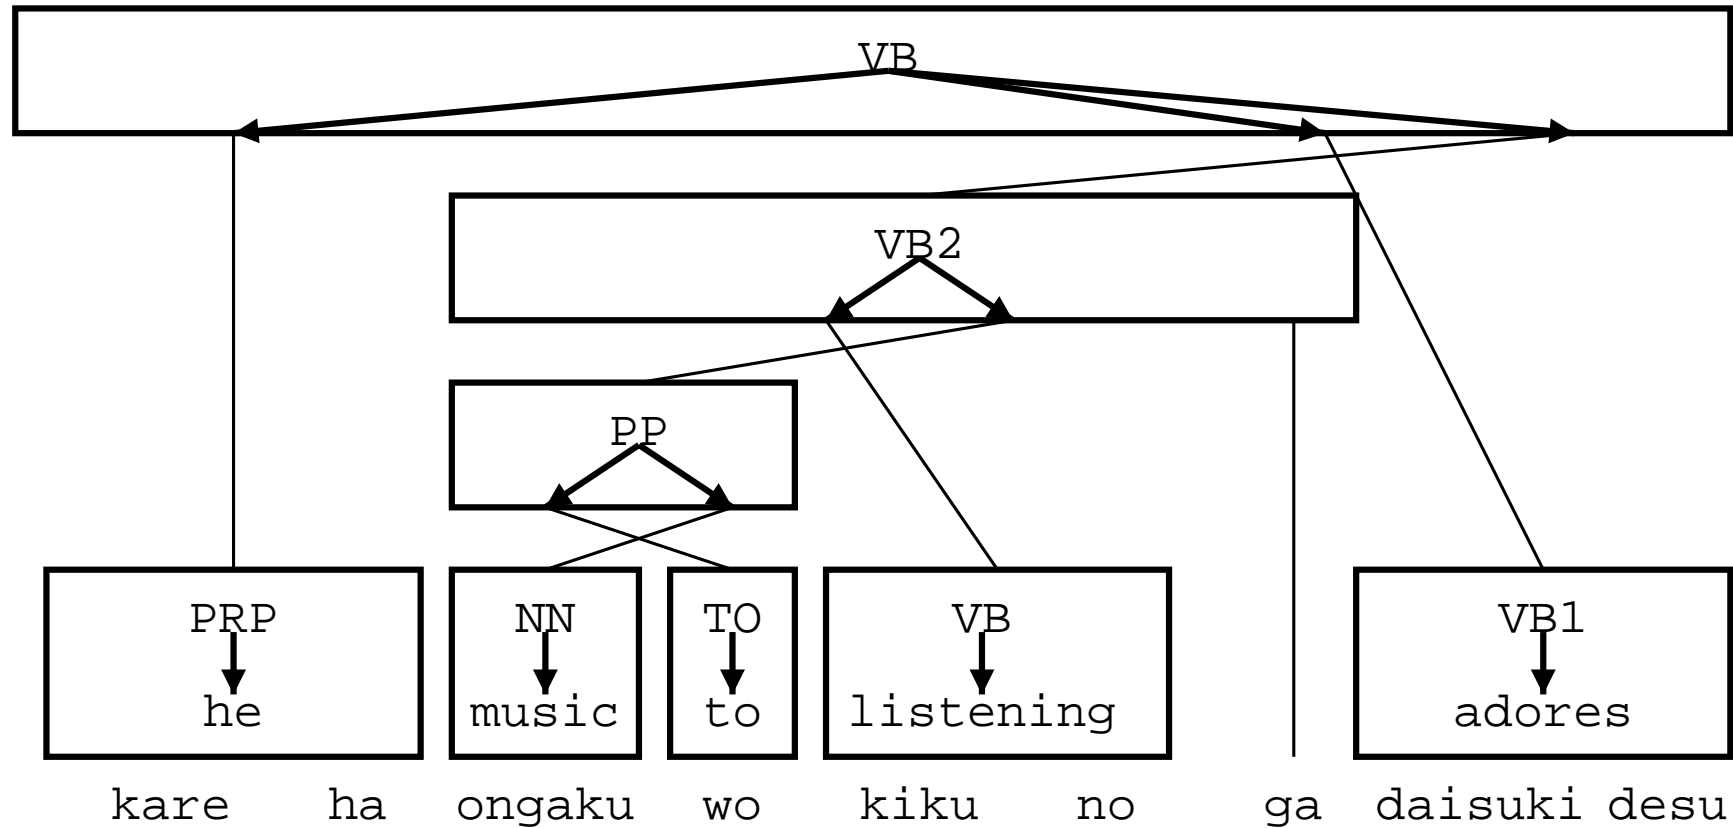 VB
VB2
PP
PRP NN TO VB VB1
he music to listening adores
kare ha ongaku wo kiku no ga daisuki desu